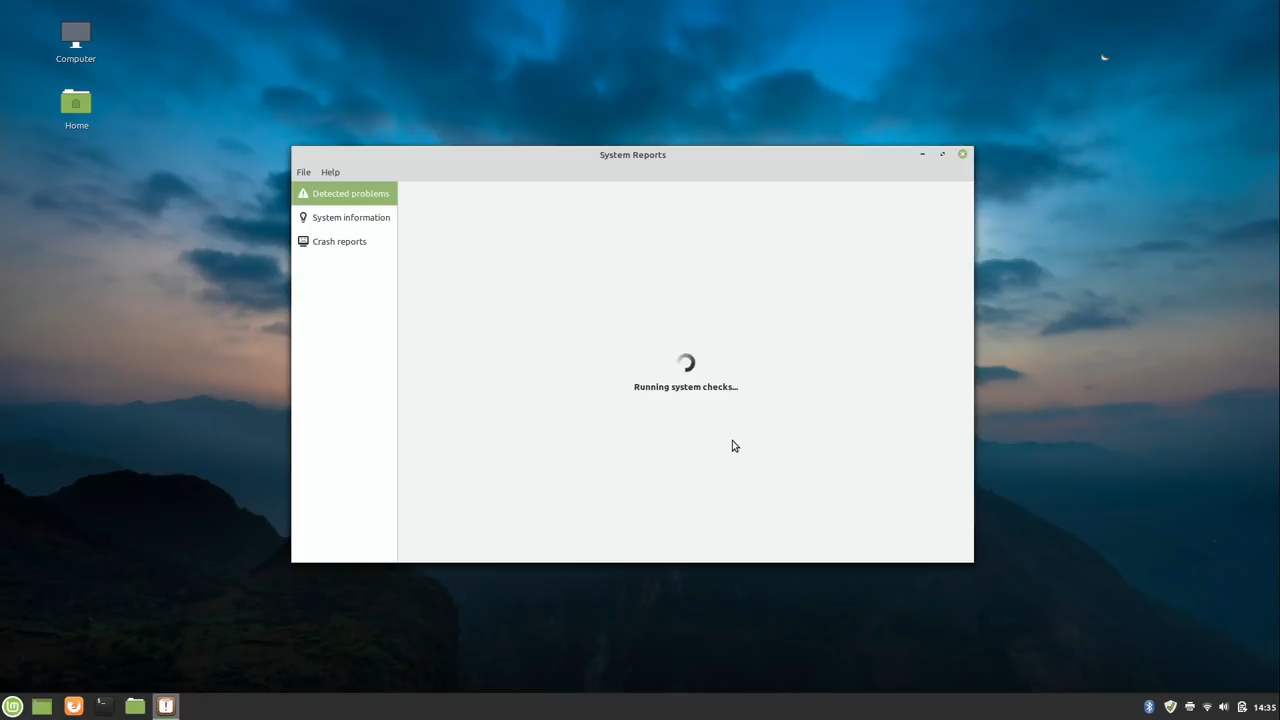 Computer
Home
System Reports
File Help
Detected problems
System information
Crash reports
Running system checks...
14:35